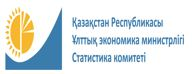 Қазақстан Республикасы
Ұлттық экономика министрлігі
Статистика комитеті